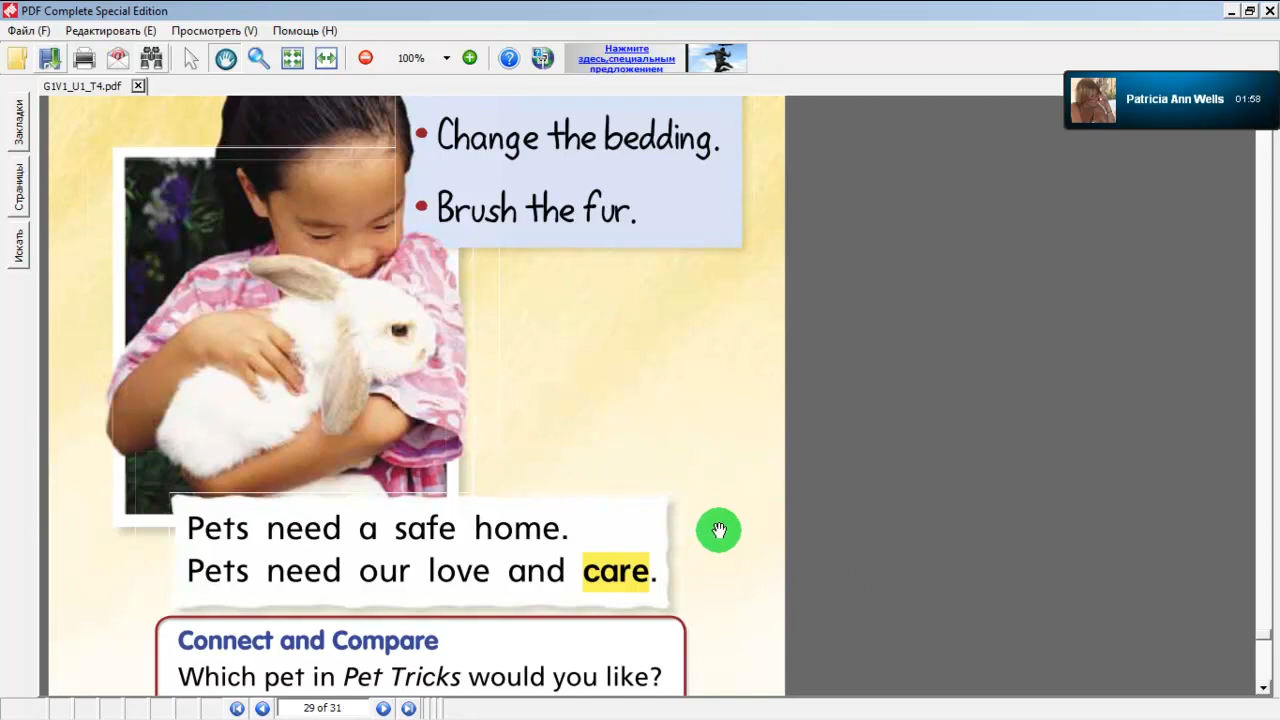 PDF Complete Special Edition
Файл (F) Редактировать (E) Просмотреть (V) Помощь (H)
100%
Нажмите
здесь,специальным
предложением
G1V1_U1_T4.pdf
Patricia Ann Wells 01:58
Закладки
Страницы
Искать
• Change the bedding.
• Brush the fur.
Pets need a safe home.
Pets need our love and care.
Connect and Compare
Which pet in Pet Tricks would you like?
29 of 31